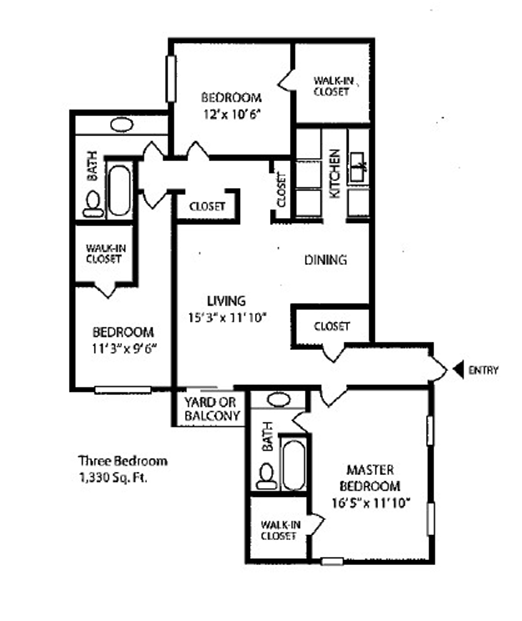 BEDROOM
12' x 10'6"
WALK-IN
CLOSET
BATH
CLOSET
CLOSET
KITCHEN
WALK-IN
CLOSET
DINING
LIVING
15'3" x 11'10"
BEDROOM
11'3" x 9'6"
CLOSET
ENTRY
YARD OR
BALCONY
BATH
Three Bedroom
1,330 Sq. Ft.
MASTER
BEDROOM
16'5" x 11'10"
WALK-IN
CLOSET